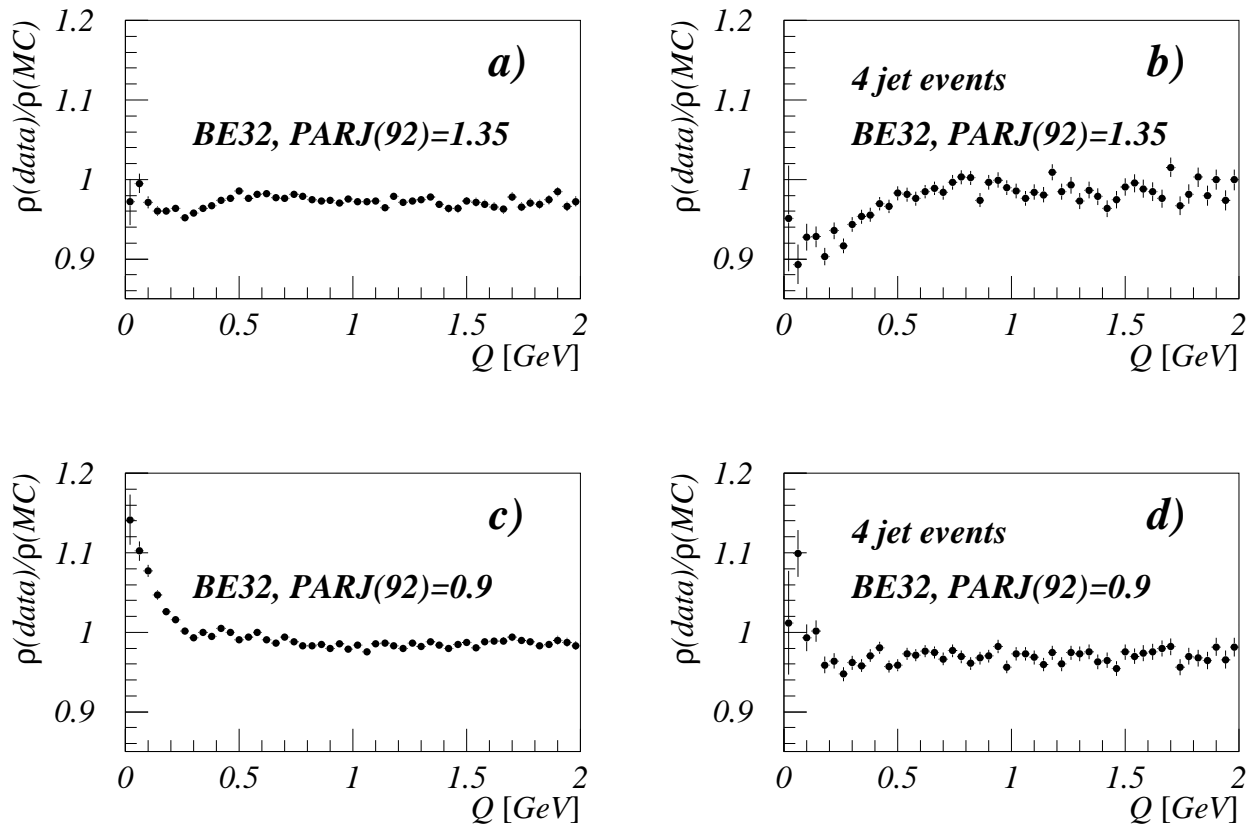 ρ(data)/ρ(MC)
1.2
1.1
1
0.9
a)
BE32, PARJ(92)=1.35
0
0.5
1
1.5
2
Q [GeV]
ρ(data)/ρ(MC)
1.2
1.1
1
0.9
b)
4 jet events
BE32, PARJ(92)=1.35
0
0.5
1
1.5
2
Q [GeV]
ρ(data)/ρ(MC)
1.2
1.1
1
0.9
c)
BE32, PARJ(92)=0.9
0
0.5
1
1.5
2
Q [GeV]
ρ(data)/ρ(MC)
1.2
1.1
1
0.9
d)
4 jet events
BE32, PARJ(92)=0.9
0
0.5
1
1.5
2
Q [GeV]